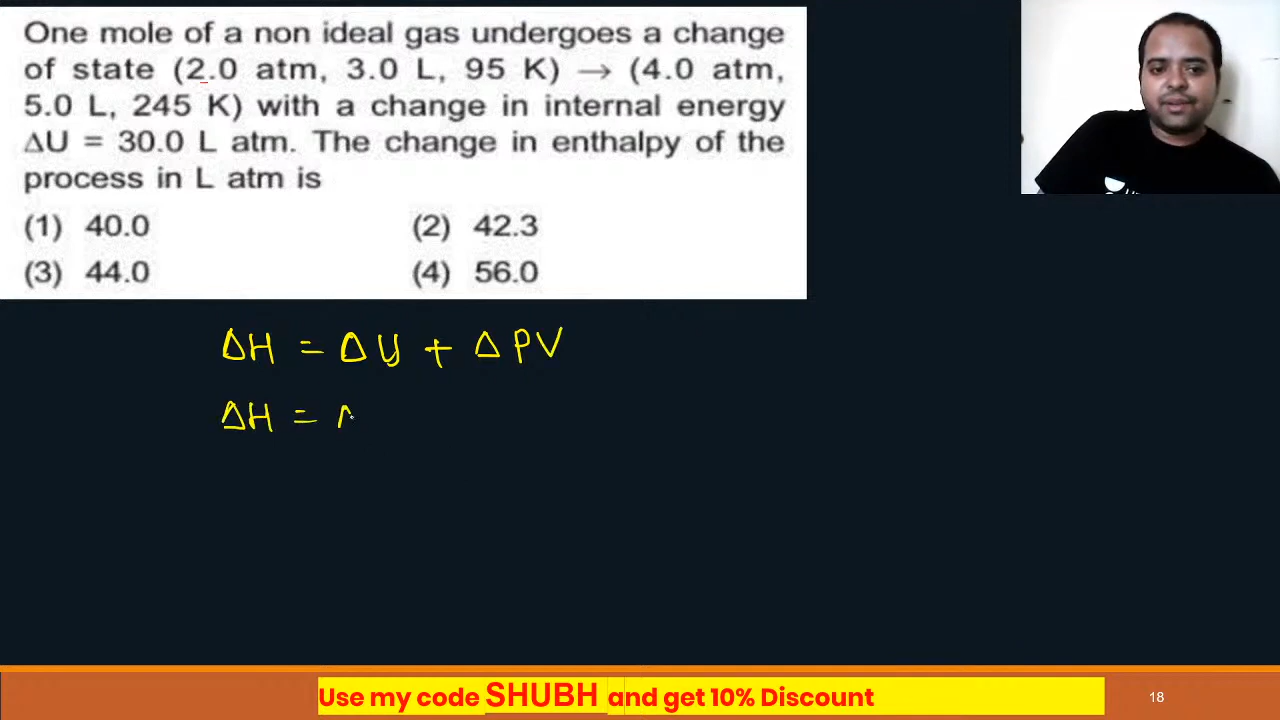 One mole of a non ideal gas undergoes a change
of state (2.0 atm, 3.0 L, 95 K) → (4.0 atm,
5.0 L, 245 K) with a change in internal energy
ΔU = 30.0 L atm. The change in enthalpy of the
process in L atm is
(1) 40.0 (2) 42.3
(3) 44.0 (4) 56.0
ΔH = ΔU + ΔPV
ΔH =
Use my code SHUBH and get 10% Discount
18